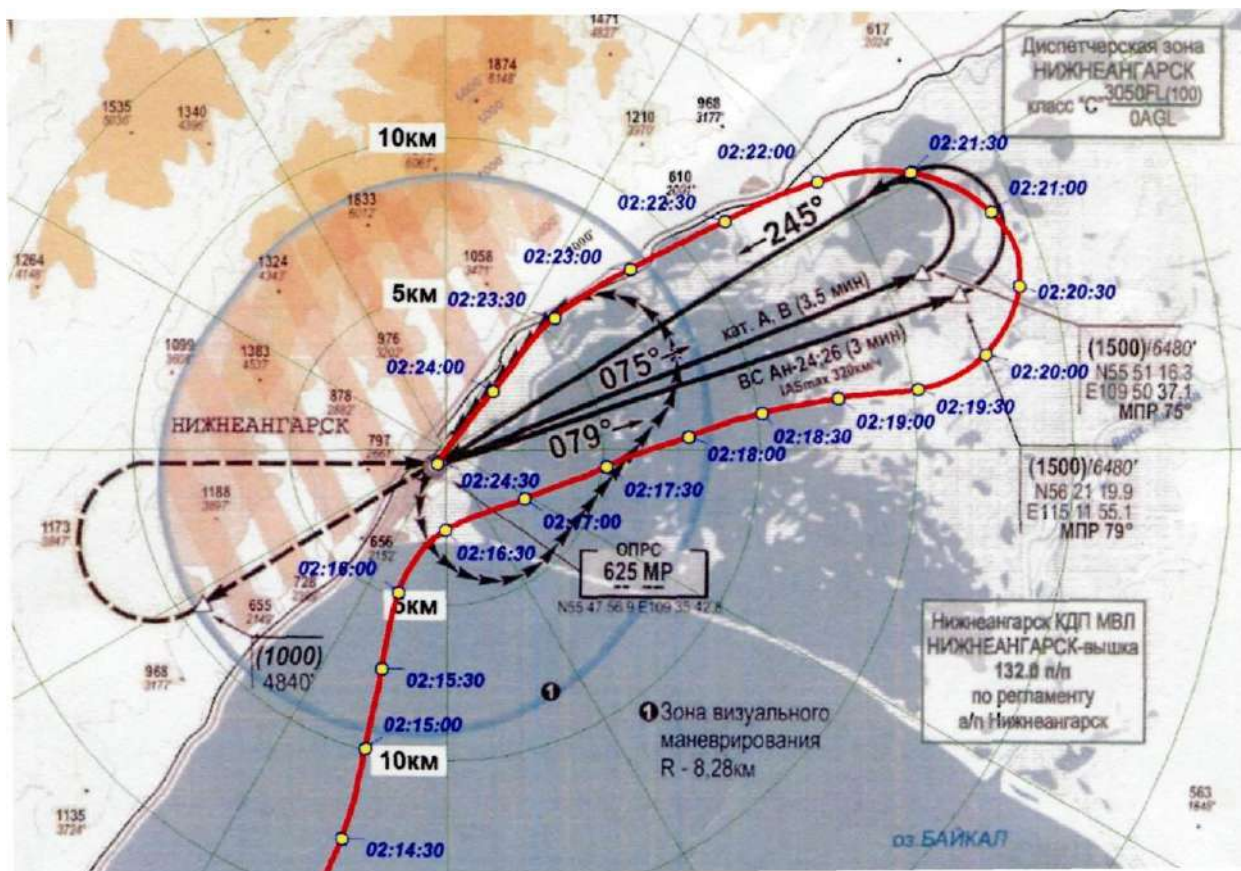 1471
4827'
617
2024'
Диспетчерская зона
НИЖНЕАНГАРСК
класс "С" 3050FL(100)
0AGL
1874
6148'
1535
5036'
1340
4396'
968
3177'
1210
3970'
10км
02:22:00
02:21:30
02:21:00
610
02:22:30
245°
1833
6012'
1264
4148'
1324
4343'
1058
3471'
02:23:00
5км
02:23:30
02:20:30
кат. А, В (3.5 мин)
1099
1383
4537'
976
3202'
02:24:00
075°
ВС Ан-24-26 (3 мин)
IASmax 320км/ч
02:20:00
(1500)/6480'
N55 51 16.3
E109 50 37.1
МПР 75°
878
НИЖНЕАНГАРСК
797
079°
02:19:30
02:19:00
02:18:30
02:18:00
(1500)/6480'
N56 21 19.9
E115 11 55.1
МПР 79°
1188
02:24:30
02:17:30
02:17:00
1173
656
2152'
02:16:30
02:16:00
ОПРС
625 МР
N55 47 56.9 E109 35 42.8
728
655
5км
(1000)
4840'
968
3177'
02:15:30
02:15:00
10км
1
1 Зона визуального
маневрирования
R - 8,28км
Нижнеангарск КДП МВЛ
НИЖНЕАНГАРСК-вышка
132.0 п/п
по регламенту
а/п Нижнеангарск
563
1135
3724'
02:14:30
оз.БАЙКАЛ